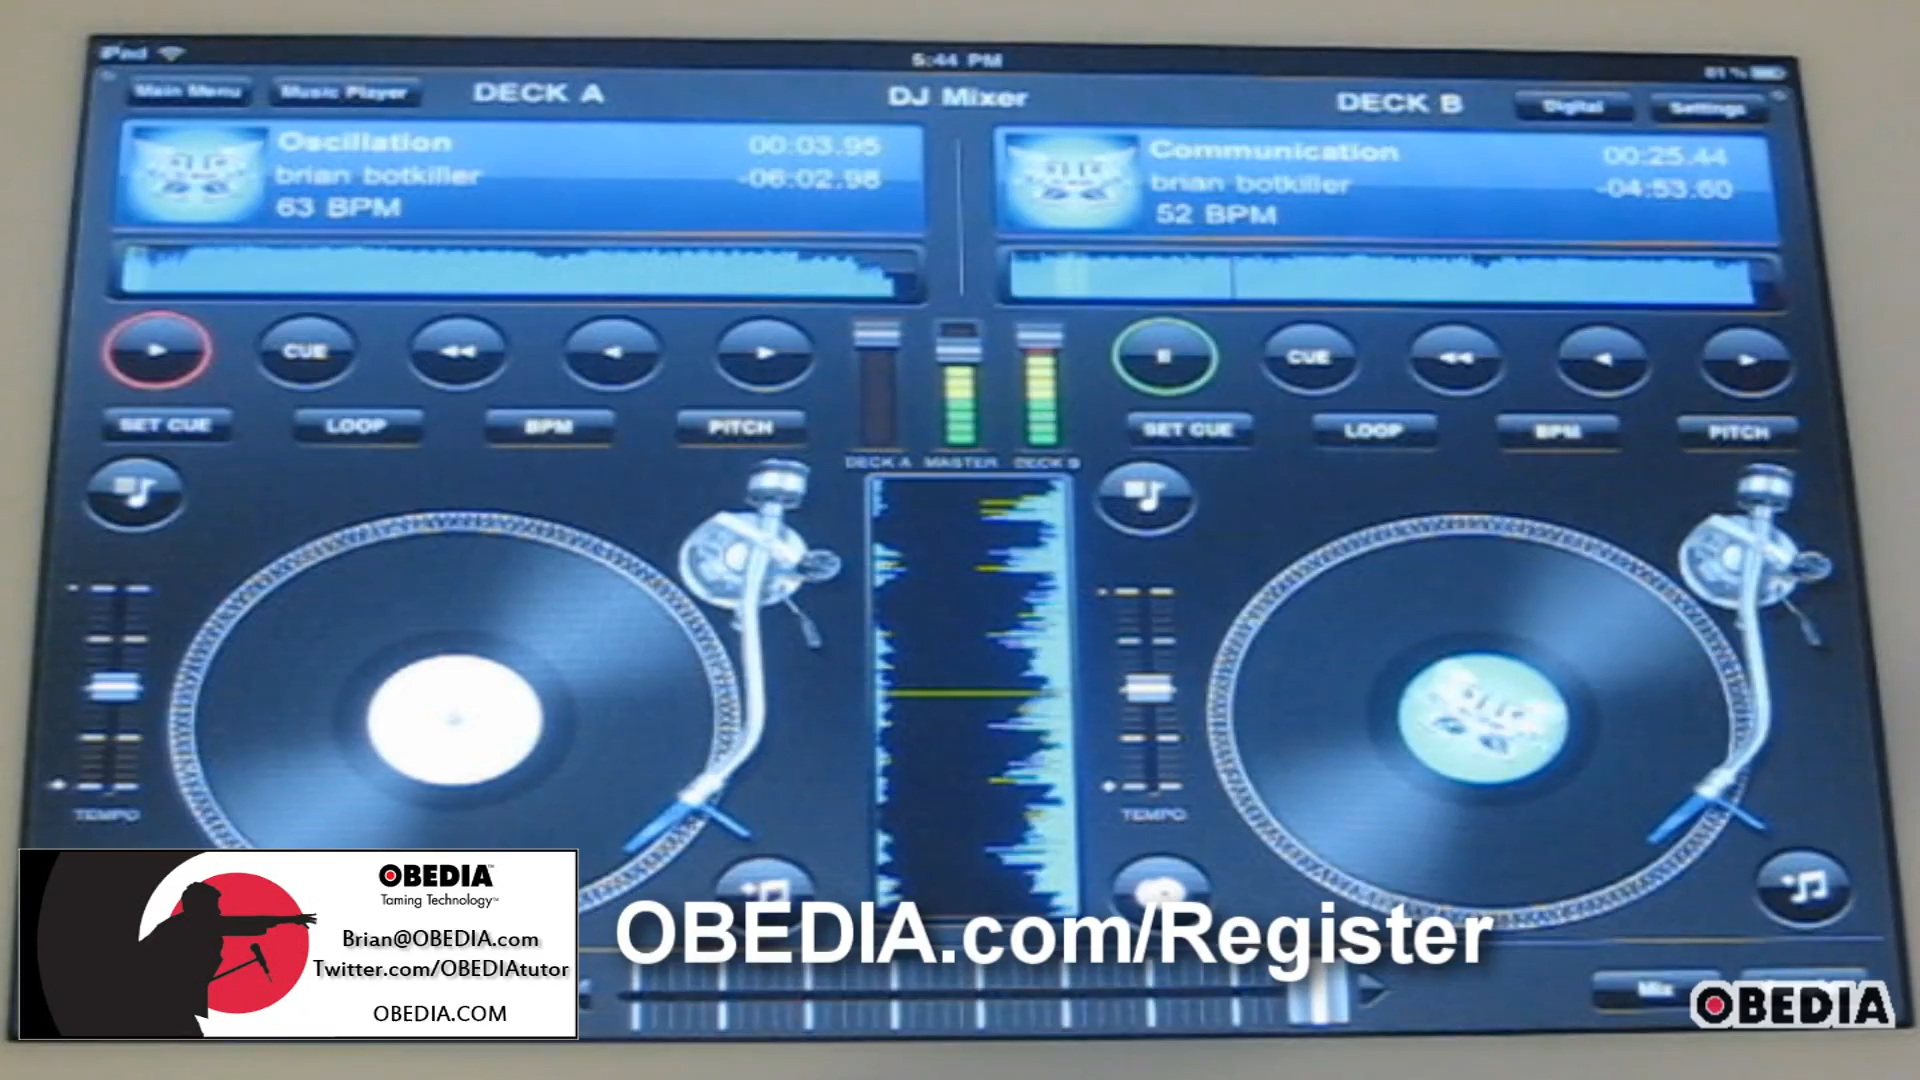 iPad
5:44 PM
81 %
Main Menu
Music Player
DECK A
DJ Mixer
DECK B
Digital
Settings
Oscillation
00:03.95
brian botkiller
-06:02.98
63 BPM
Communication
00:25.44
brian botkiller
-04:53.60
52 BPM
CUE
CUE
SET CUE
LOOP
BPM
PITCH
SET CUE
LOOP
BPM
PITCH
DECK A
MASTER
DECK B
TEMPO
TEMPO
OBEDIA™
Taming Technology™
Brian@OBEDIA.com
Twitter.com/OBEDIAtutor
OBEDIA.COM
OBEDIA.com/Register
Mix
OBEDIA